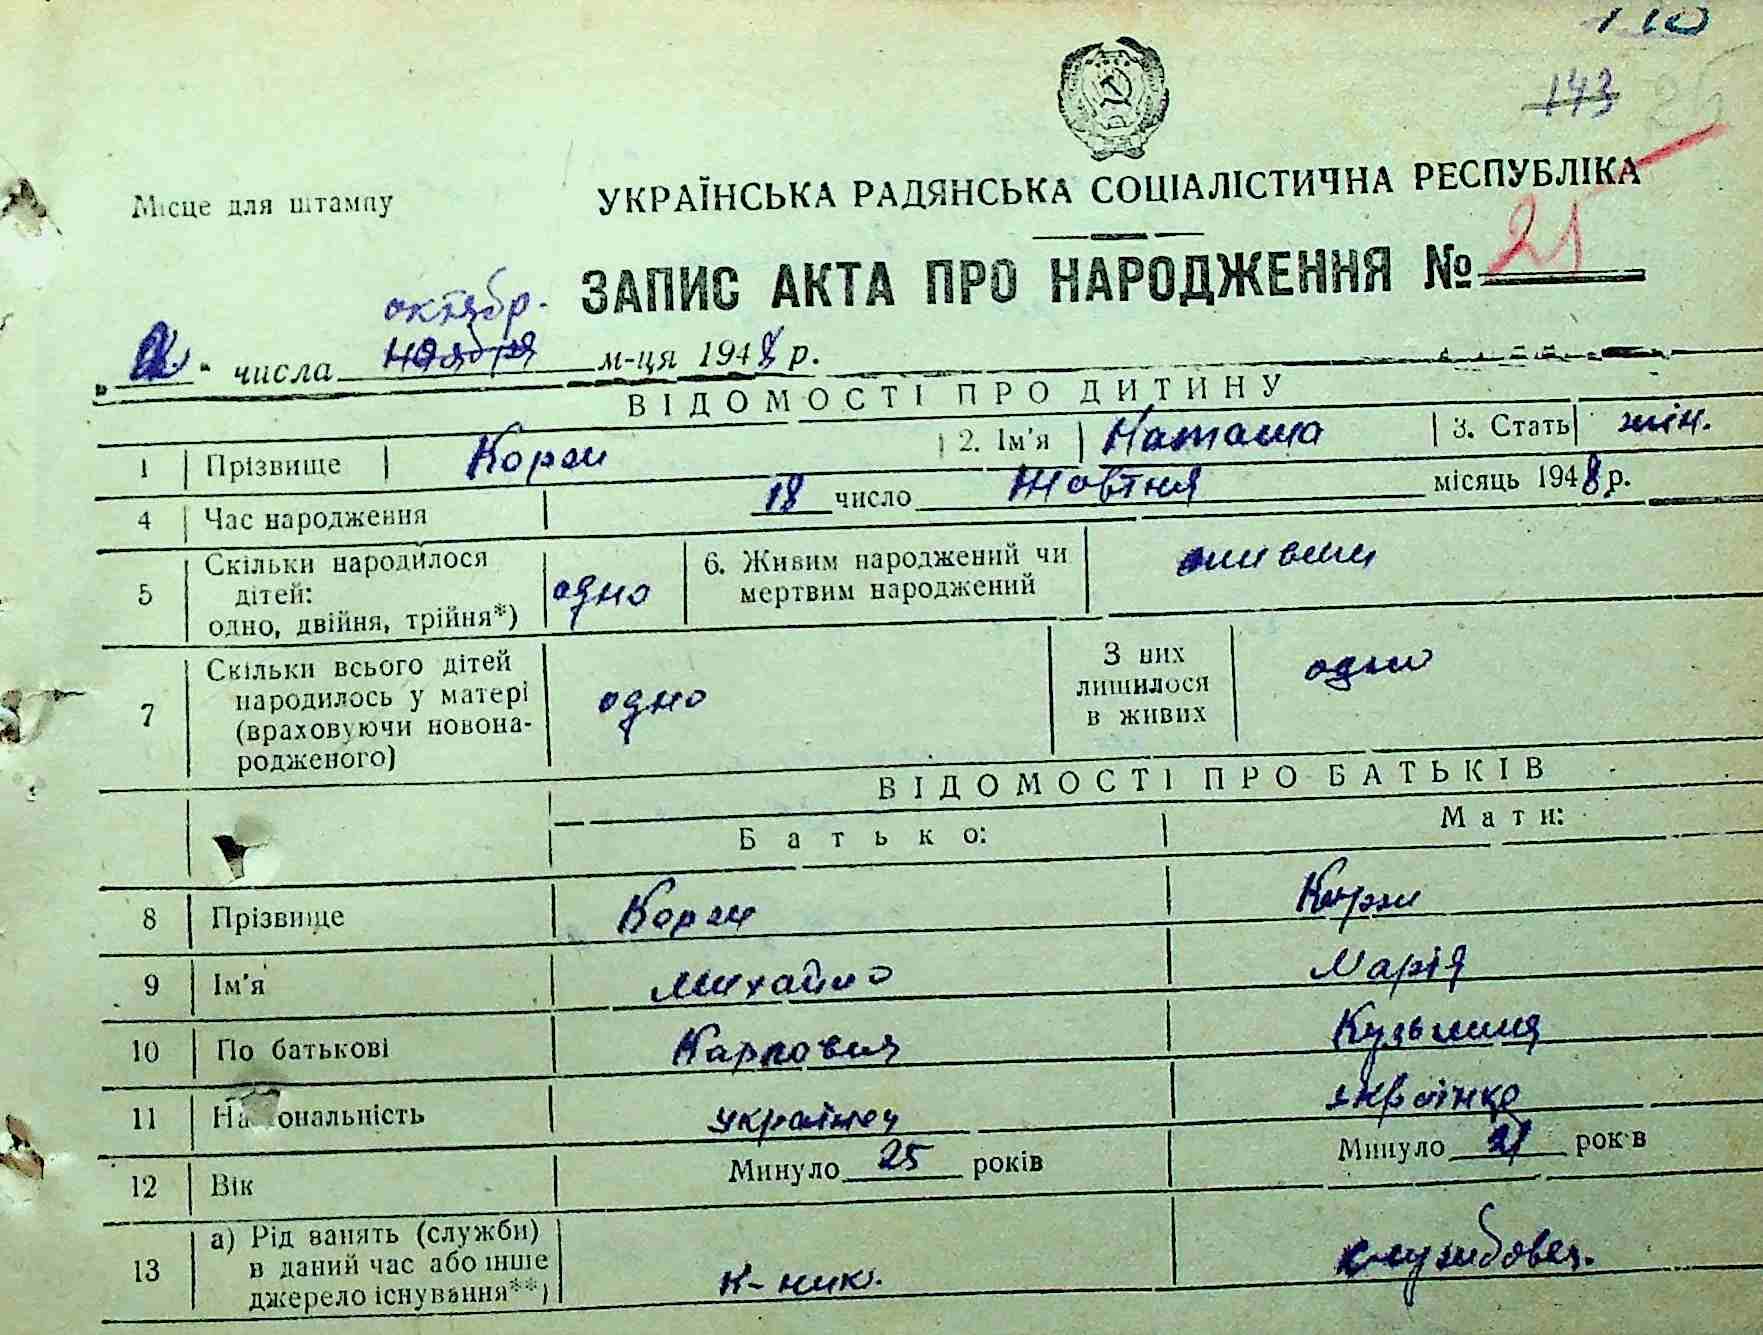 110
143
25
Місце для штампу
УКРАЇНСЬКА РАДЯНСЬКА СОЦІАЛІСТИЧНА РЕСПУБЛІКА
ЗАПИС АКТА ПРО НАРОДЖЕННЯ № 25
октябр.
" " числа ноября м-ця 1948 р.
ВІДОМОСТІ ПРО ДИТИНУ
1 Прізвище Корж 2. Ім'я Наташа 3. Стать жін.
4 Час народження 18 число Жовтня місяць 1948 р.
5 Скільки народилося дітей: одно, двійня, трійня*) одно 6. Живим народжений чи мертвим народжений живим
7 Скільки всього дітей народилось у матері (враховуючи новонародженого) одно З них лишилося в живих одно
ВІДОМОСТІ ПРО БАТЬКІВ
Батько: Мати:
8 Прізвище Корж Корж
9 Ім'я Михайло Марія
10 По батькові Карпович
11 Національність українец українка
12 Вік Минуло 25 років Минуло 21 років
13 а) Рід занять (служби) в даний час або інше джерело існування**) к-ник. службовец.